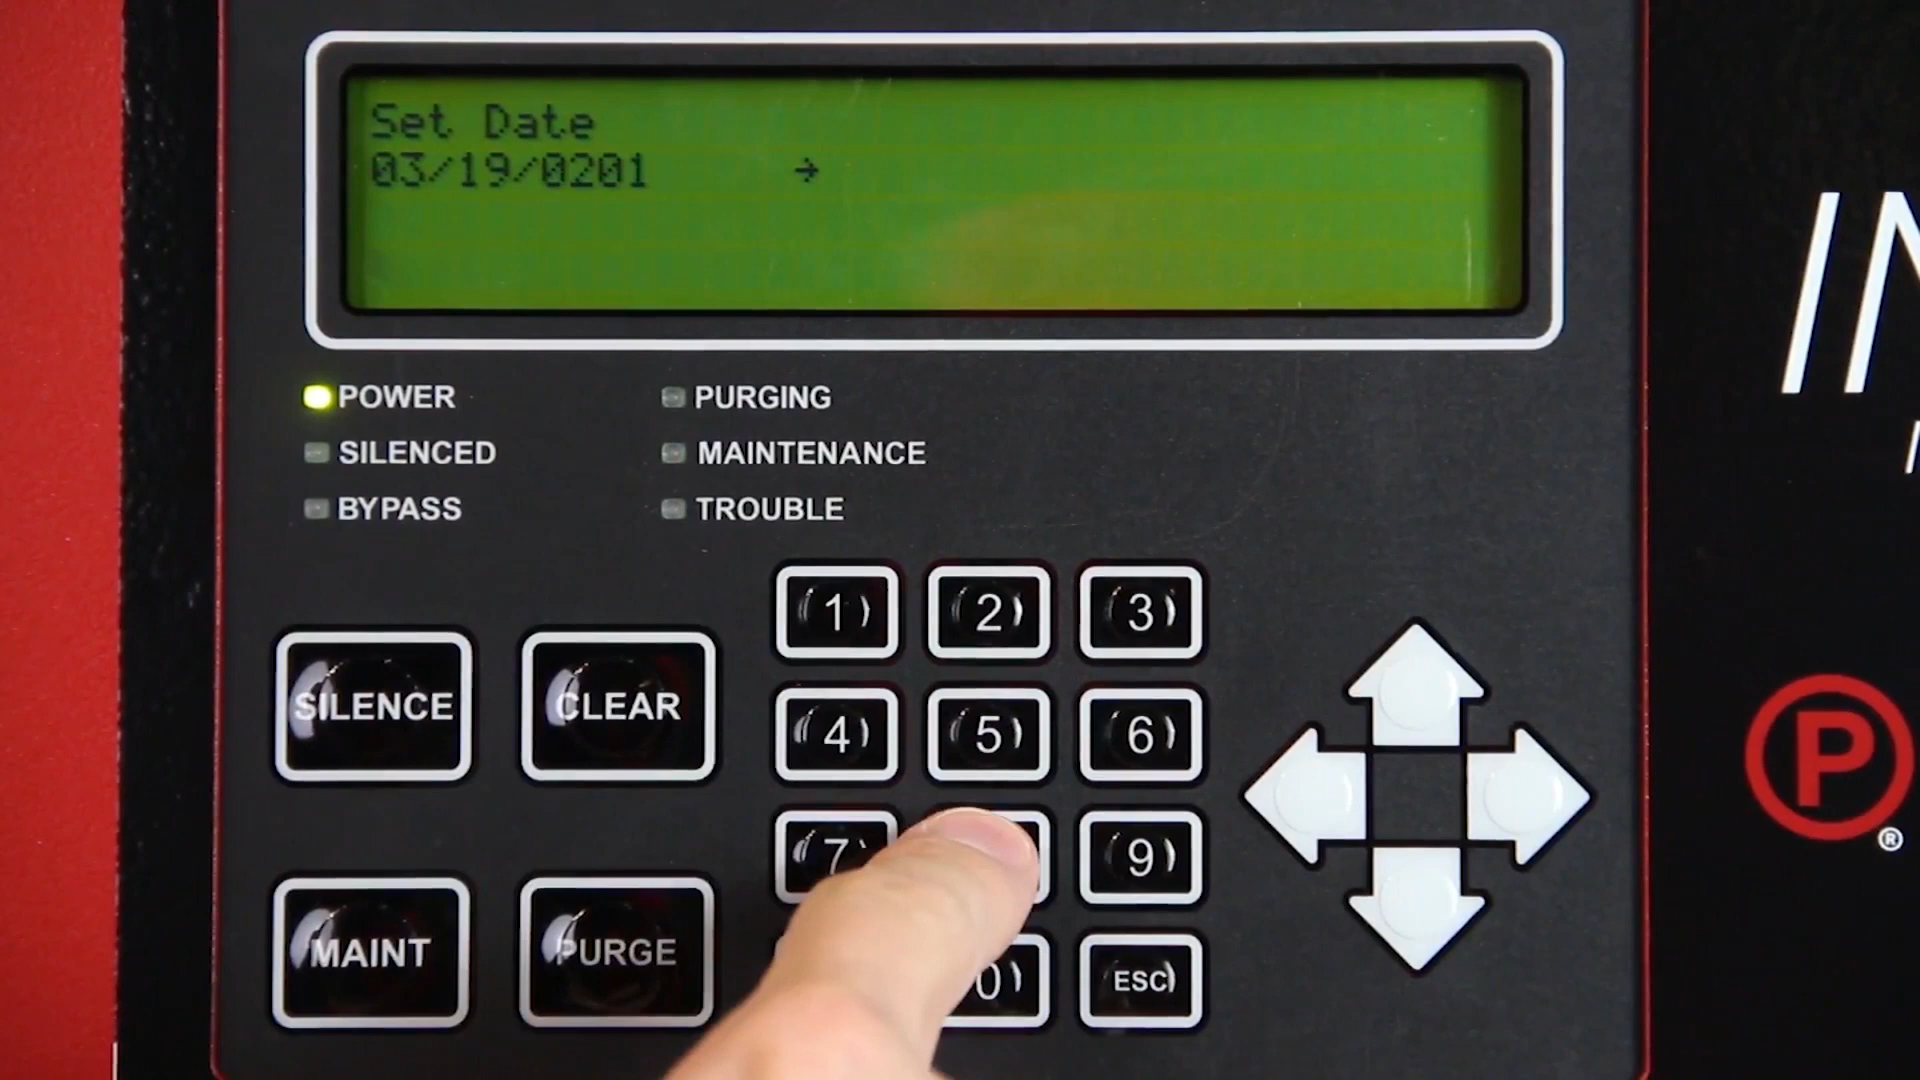 Set Date
03/19/0201 →
POWER
PURGING
SILENCED
MAINTENANCE
BYPASS
TROUBLE
1 2 3
SILENCE CLEAR
4 5 6
7 9
MAINT PURGE
0 ESC
P
®